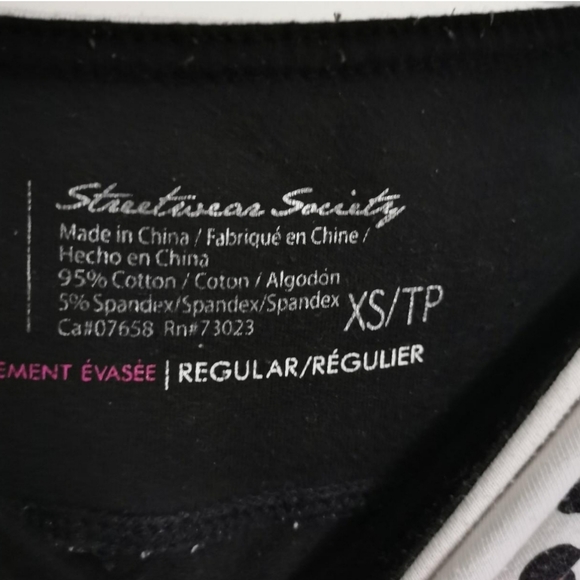 Streetwear Society
Made in China / Fabriqué en Chine /
Hecho en China
95% Cotton / Coton / Algodón
5% Spandex/Spandex/Spandex
XS/TP
Ca#07658 Rn#73023
EMENT ÉVASÉE | REGULAR/RÉGULIER